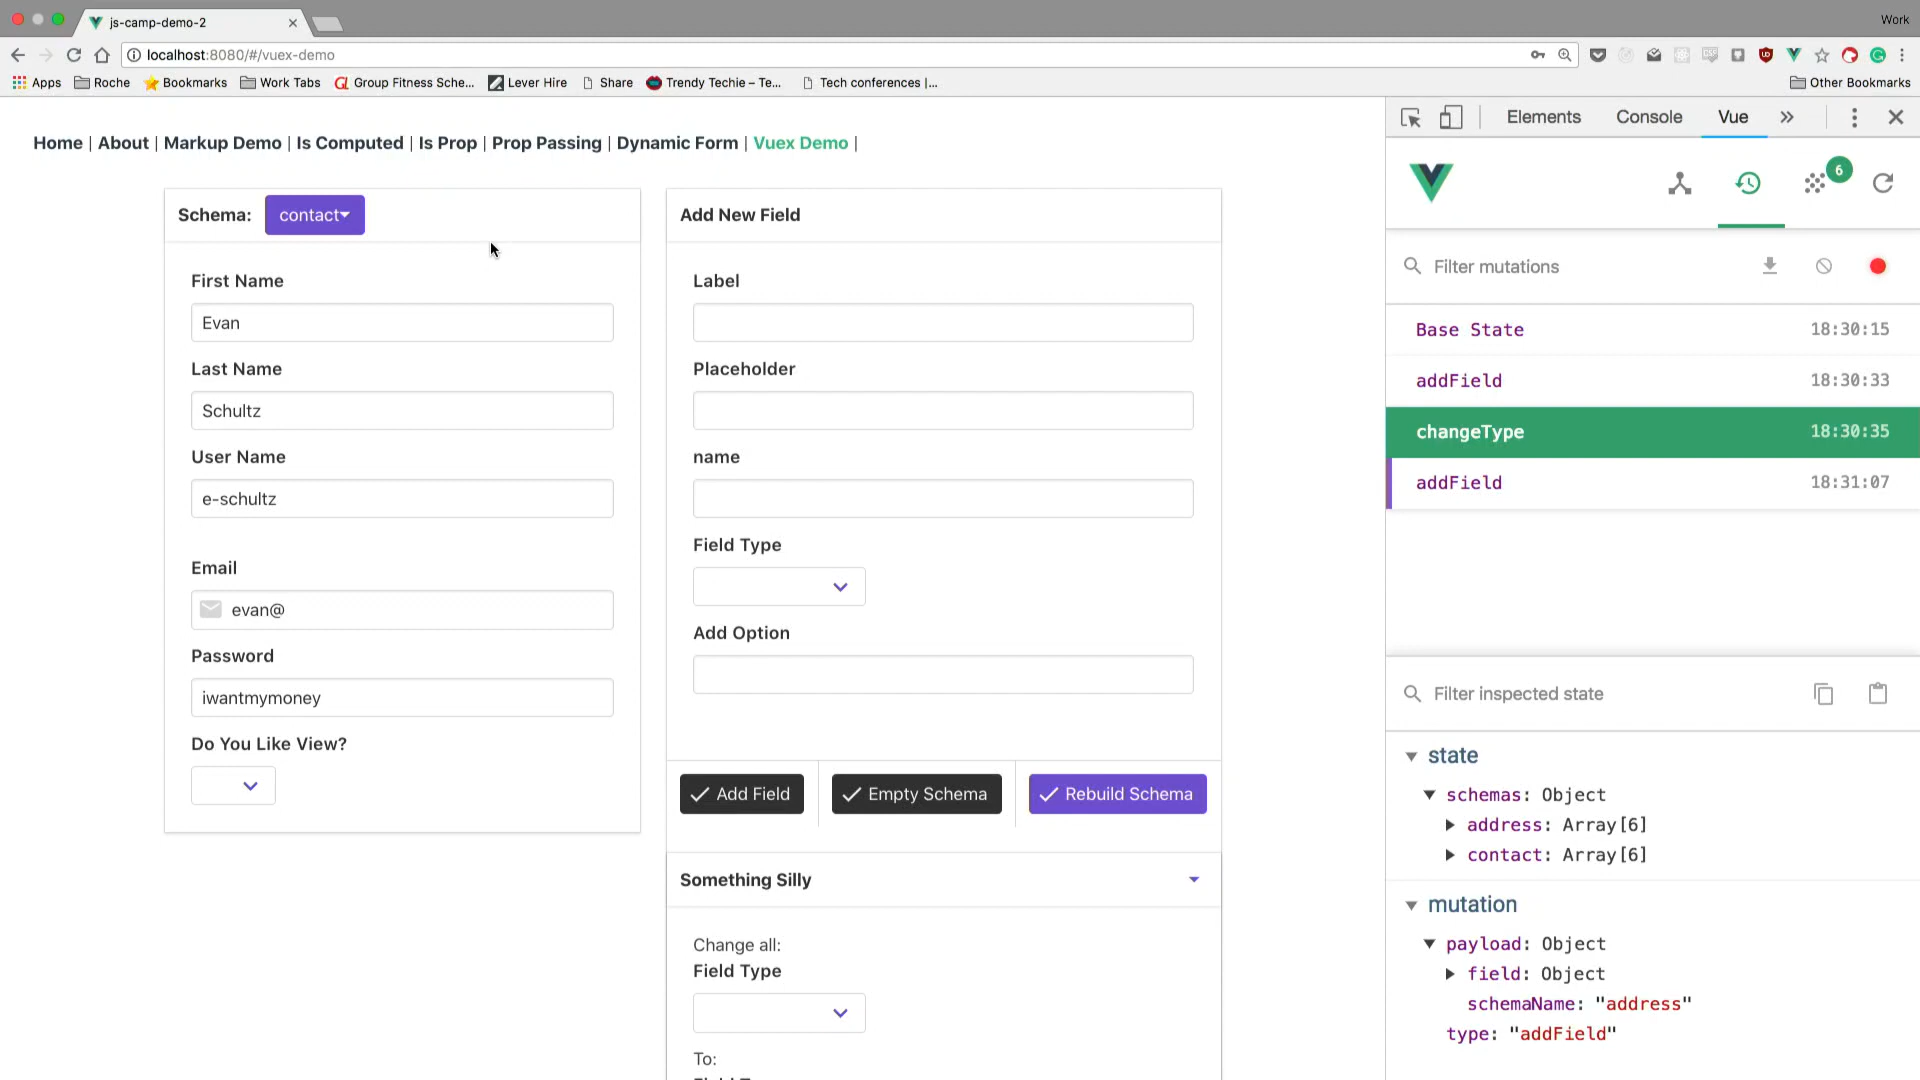 js-camp-demo-2
Work
localhost:8080/#/vuex-demo
Apps Roche Bookmarks Work Tabs Group Fitness Sche... Lever Hire Share Trendy Techie – Te... Tech conferences |... Other Bookmarks
Home | About | Markup Demo | Is Computed | Is Prop | Prop Passing | Dynamic Form | Vuex Demo |
Schema: contact
First Name
Evan
Last Name
Schultz
User Name
e-schultz
Email
evan@
Password
iwantmymoney
Do You Like View?
Add New Field
Label
Placeholder
name
Field Type
Add Option
Add Field Empty Schema Rebuild Schema
Something Silly
Change all:
Field Type
To:
Elements Console Vue
6
Filter mutations
Base State 18:30:15
addField 18:30:33
changeType 18:30:35
addField 18:31:07
Filter inspected state
state
schemas: Object
address: Array[6]
contact: Array[6]
mutation
payload: Object
field: Object
schemaName: "address"
type: "addField"